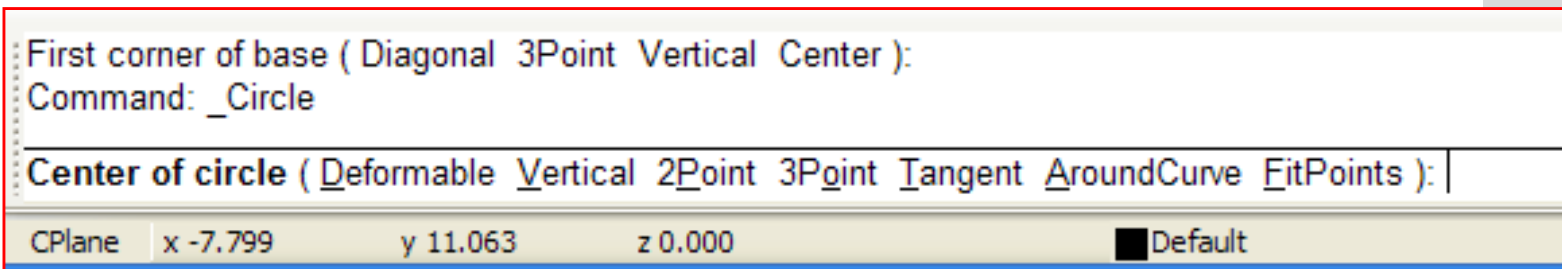 First corner of base ( Diagonal  3Point  Vertical  Center ):
Command: _Circle
Center of circle ( Deformable  Vertical  2Point  3Point  Tangent  AroundCurve  FitPoints ):
CPlane  x -7.799  y 11.063  z 0.000  Default